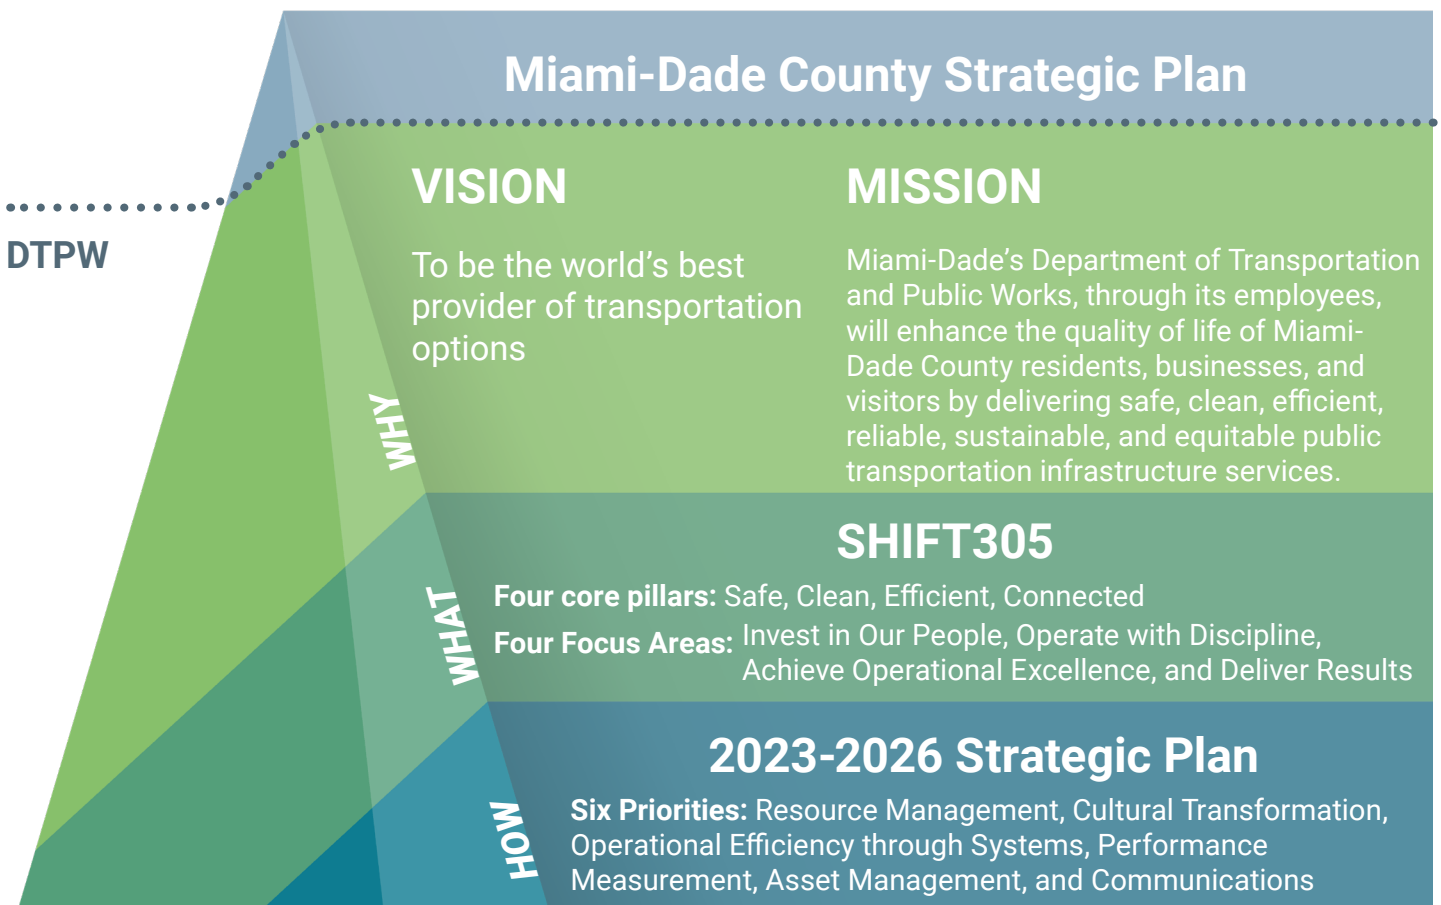 Miami-Dade County Strategic Plan
DTPW
VISION
To be the world’s best
provider of transportation
options
MISSION
Miami-Dade’s Department of Transportation
and Public Works, through its employees,
will enhance the quality of life of Miami-
Dade County residents, businesses, and
visitors by delivering safe, clean, efficient,
reliable, sustainable, and equitable public
transportation infrastructure services.
WHY
SHIFT305
Four core pillars: Safe, Clean, Efficient, Connected
Four Focus Areas: Invest in Our People, Operate with Discipline,
Achieve Operational Excellence, and Deliver Results
WHAT
2023-2026 Strategic Plan
Six Priorities: Resource Management, Cultural Transformation,
Operational Efficiency through Systems, Performance
Measurement, Asset Management, and Communications
HOW